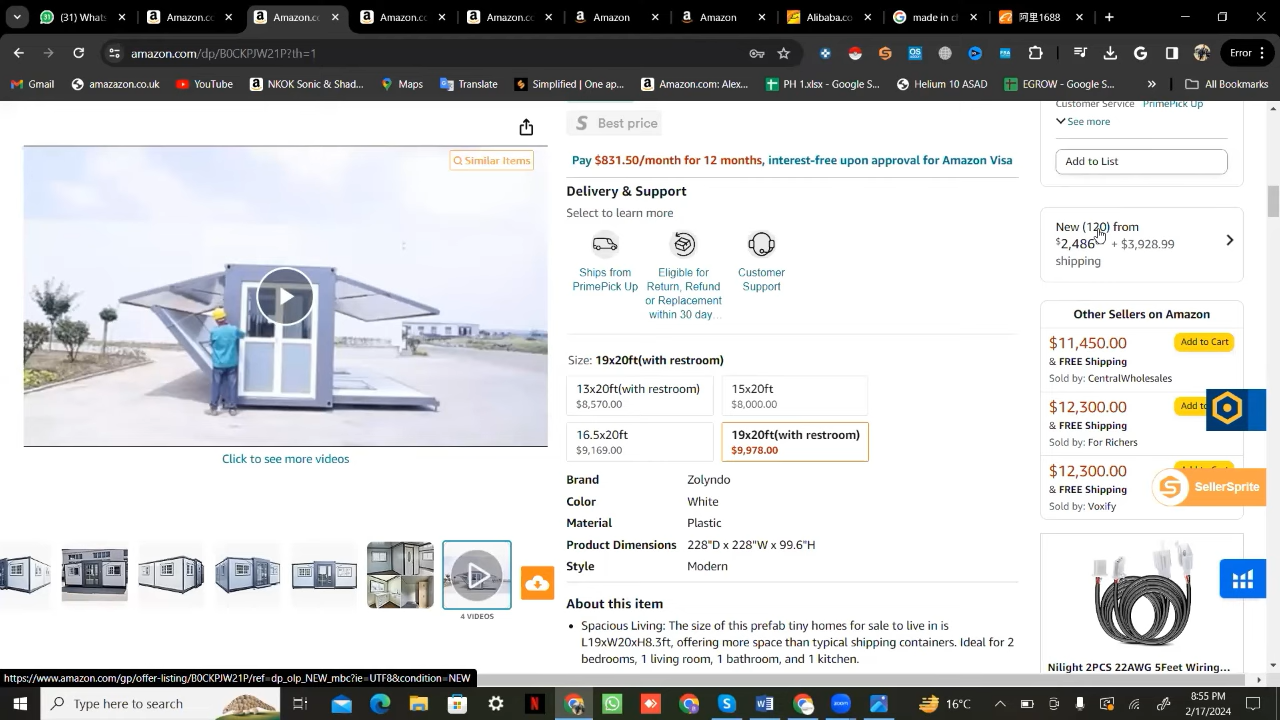 (31) Whats
Amazon.co
Amazon.co
Amazon.co
Amazon.co
Amazon
Amazon
Alibaba.co
made in c
阿里1688
amazon.com/dp/B0CKPJW21P?th=1
Error
Gmail
amazon.co.uk
YouTube
NKOK Sonic & Shad...
Maps
Translate
Simplified | One ap...
Amazon.com: Alex...
PH 1.xlsx - Google S...
Helium 10 ASAD
EGROW - Google S...
»
All Bookmarks
Similar Items
Click to see more videos
4 VIDEOS
S Best price
Pay $831.50/month for 12 months, interest-free upon approval for Amazon Visa
Delivery & Support
Select to learn more
Ships from
PrimePick Up
Eligible for
Return, Refund
or Replacement
within 30 day...
Customer
Support
Size: 19x20ft(with restroom)
13x20ft(with restroom)
$8,570.00
15x20ft
$8,000.00
16.5x20ft
$9,169.00
19x20ft(with restroom)
$9,978.00
Brand Zolyndo
Color White
Material Plastic
Product Dimensions 228"D x 228"W x 99.6"H
Style Modern
About this item
• Spacious Living: The size of this prefab tiny homes for sale to live in is
L19xW20xH8.3ft, offering more space than typical shipping containers. Ideal for 2
bedrooms, 1 living room, 1 bathroom, and 1 kitchen.
Customer Service PrimePick Up
See more
Add to List
New (120) from
$2,486 + $3,928.99
shipping
Other Sellers on Amazon
$11,450.00 Add to Cart
& FREE Shipping
Sold by: CentralWholesales
$12,300.00 Add to
& FREE Shipping
Sold by: For Richers
$12,300.00
& FREE Shipping
Sold by: Voxify
SellerSprite
Nilight 2PCS 22AWG 5Feet Wiring...
https://www.amazon.com/gp/offer-listing/B0CKPJW21P/ref=dp_olp_NEW_mbc?ie=UTF8&condition=NEW
Type here to search
16°C
8:55 PM
2/17/2024